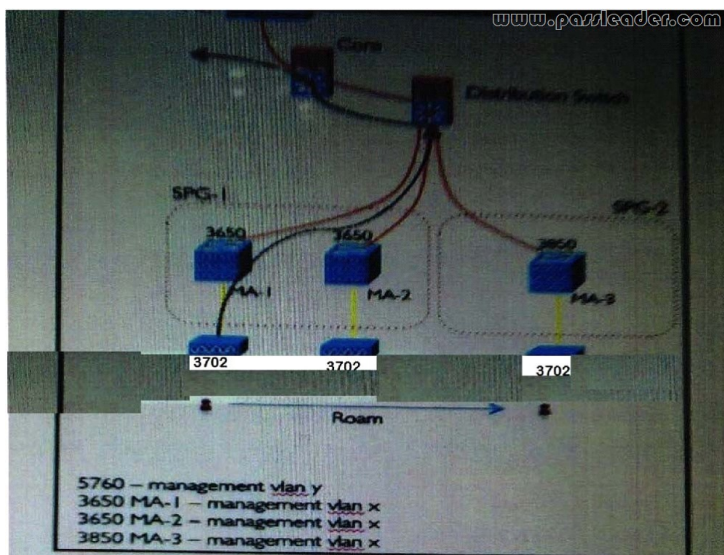 www.passleader.com
Core
Distribution Switch
SPG-1
SPG-2
3650
3650
3850
MA-1
MA-2
MA-3
3702
3702
3702
Roam
5760 – management vlan y
3650 MA-1 – management vlan x
3650 MA-2 – management vlan x
3850 MA-3 – management vlan x